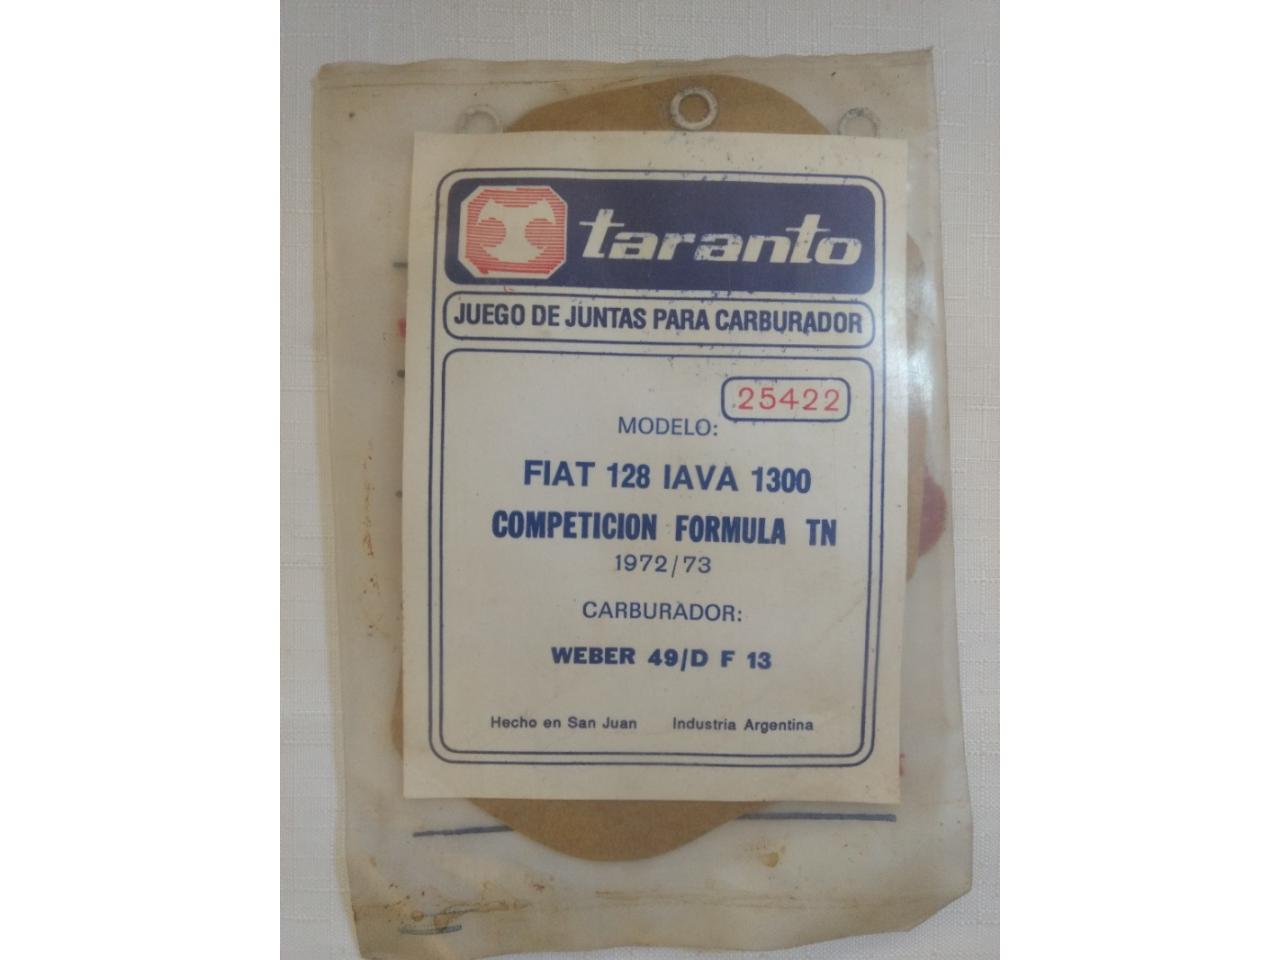 taranto
JUEGO DE JUNTAS PARA CARBURADOR
25422
MODELO:
FIAT 128 IAVA 1300
COMPETICION FORMULA TN
1972/73
CARBURADOR:
WEBER 49/D F 13
Hecho en San Juan Industria Argentina